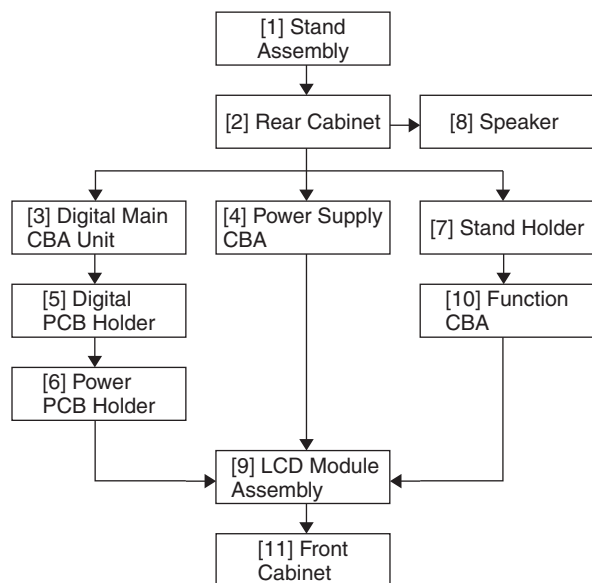 [1] Stand
Assembly
[2] Rear Cabinet
[8] Speaker
[3] Digital Main
CBA Unit
[4] Power Supply
CBA
[7] Stand Holder
[5] Digital
PCB Holder
[10] Function
CBA
[6] Power
PCB Holder
[9] LCD Module
Assembly
[11] Front
Cabinet